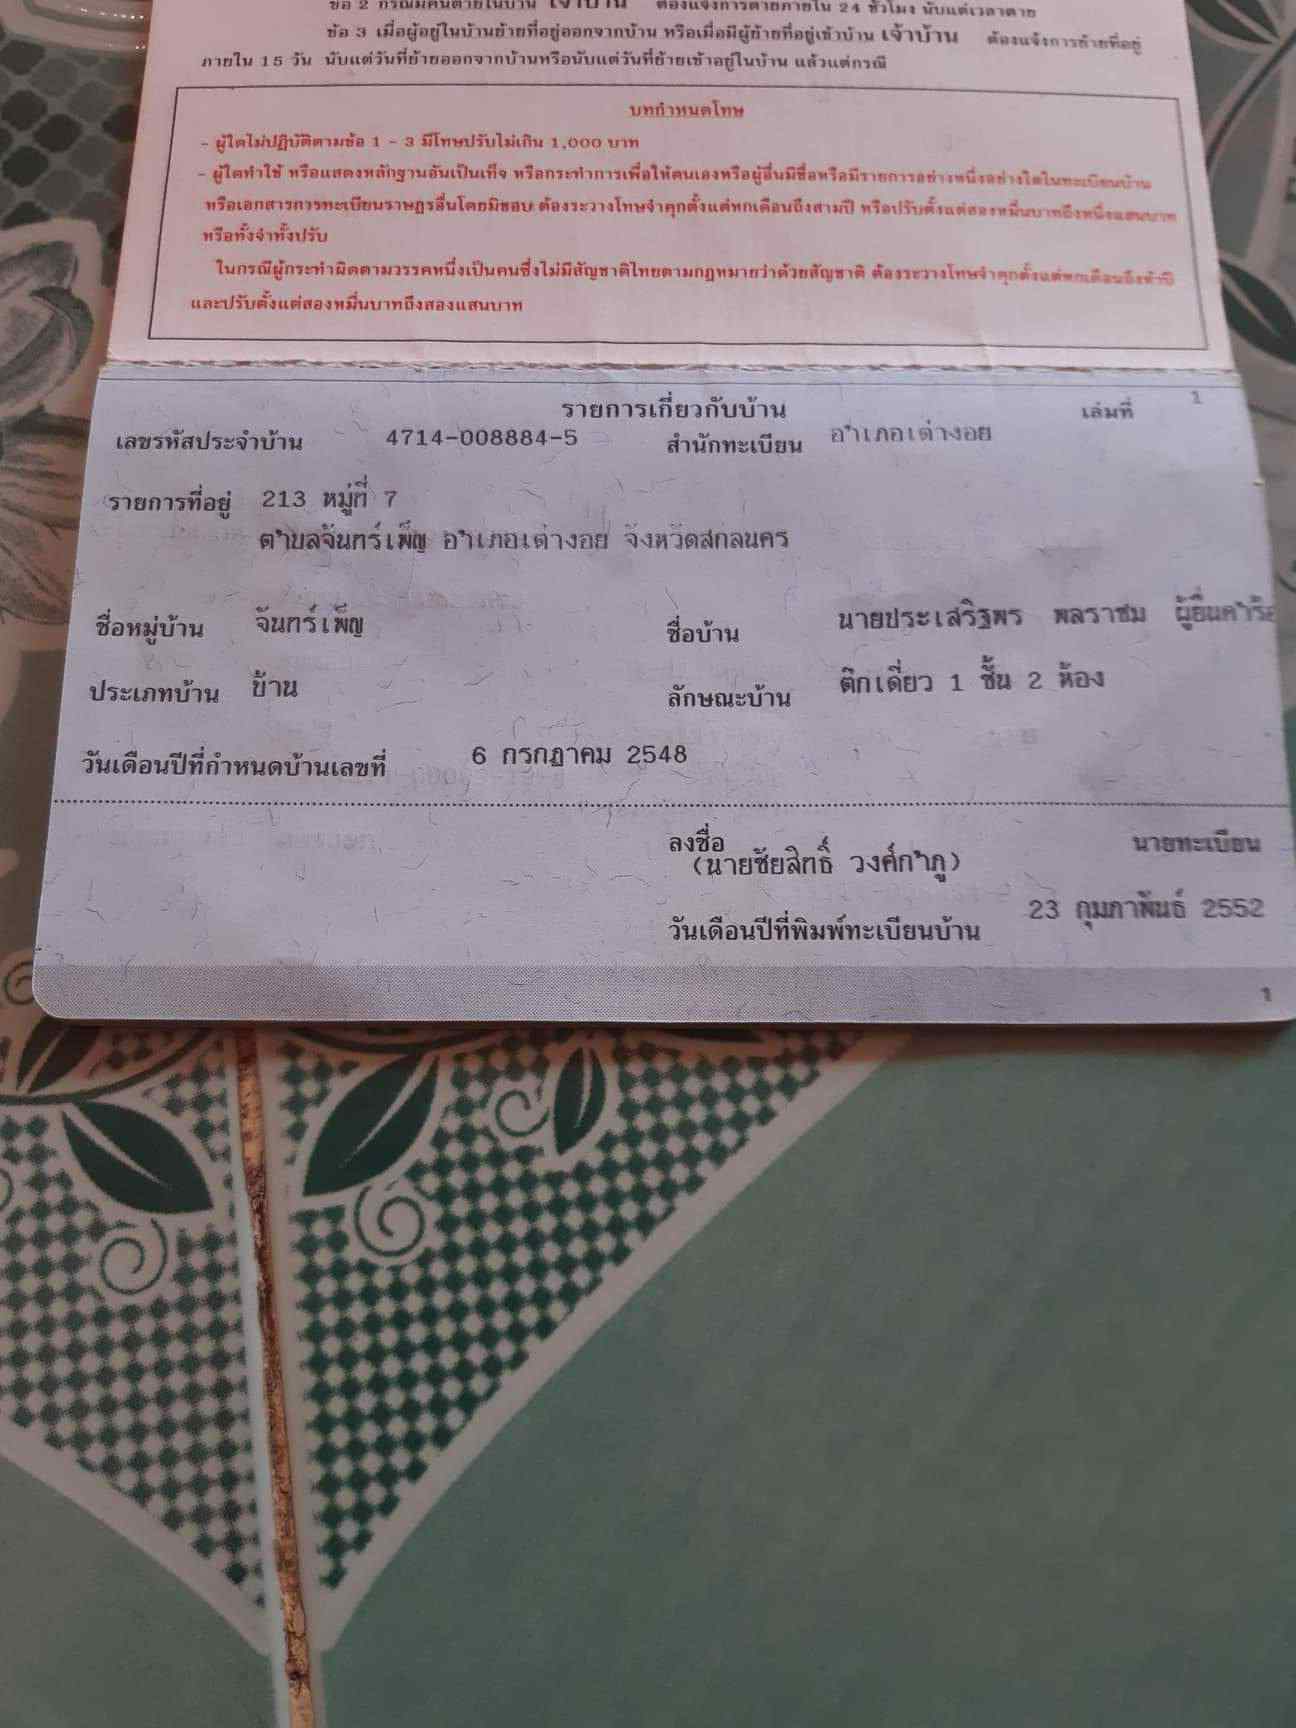 ข้อ 2 กรณีมีคนตายในบ้าน เจ้าบ้าน ต้องแจ้งการตายภายใน 24 ชั่วโมง นับแต่เวลาตาย
ข้อ 3 เมื่อผู้อยู่ในบ้านย้ายที่อยู่ออกจากบ้าน หรือเมื่อมีผู้ย้ายที่อยู่เข้าบ้าน เจ้าบ้าน ต้องแจ้งการย้ายที่อยู่
ภายใน 15 วัน นับแต่วันที่ย้ายออกจากบ้านหรือนับแต่วันที่ย้ายเข้าอยู่ในบ้าน แล้วแต่กรณี
บทกำหนดโทษ
- ผู้ใดไม่ปฏิบัติตามข้อ 1 - 3 มีโทษปรับไม่เกิน 1,000 บาท
- ผู้ใดทำใช้ หรือแสดงหลักฐานอันเป็นเท็จ หรือกระทำการเพื่อให้ตนเองหรือผู้อื่นมีชื่อหรือมีรายการอย่างหนึ่งอย่างใดในทะเบียนบ้าน
หรือเอกสารการทะเบียนราษฎรอื่นโดยมิชอบ ต้องระวางโทษจำคุกตั้งแต่หกเดือนถึงสามปี หรือปรับตั้งแต่สองหมื่นบาทถึงหนึ่งแสนบาท
หรือทั้งจำทั้งปรับ
ในกรณีผู้กระทำผิดตามวรรคหนึ่งเป็นคนซึ่งไม่มีสัญชาติไทยตามกฎหมายว่าด้วยสัญชาติ ต้องระวางโทษจำคุกตั้งแต่หกเดือนถึงห้าปี
และปรับตั้งแต่สองหมื่นบาทถึงสองแสนบาท
รายการเกี่ยวกับบ้าน เล่มที่ 1
เลขรหัสประจำบ้าน 4714-008884-5 สำนักทะเบียน อำเภอเต่างอย
รายการที่อยู่ 213 หมู่ที่ 7
ตำบลจันทร์เพ็ญ อำเภอเต่างอย จังหวัดสกลนคร
ชื่อหมู่บ้าน จันทร์เพ็ญ ชื่อบ้าน นายประเสริฐพร พลราชม ผู้ยื่นคำร้อ
ประเภทบ้าน บ้าน ลักษณะบ้าน ตึกเดี่ยว 1 ชั้น 2 ห้อง
วันเดือนปีที่กำหนดบ้านเลขที่ 6 กรกฎาคม 2548
ลงชื่อ นายทะเบียน
(นายชัยสิทธิ์ วงศ์กำภู)
วันเดือนปีที่พิมพ์ทะเบียนบ้าน 23 กุมภาพันธ์ 2552
1